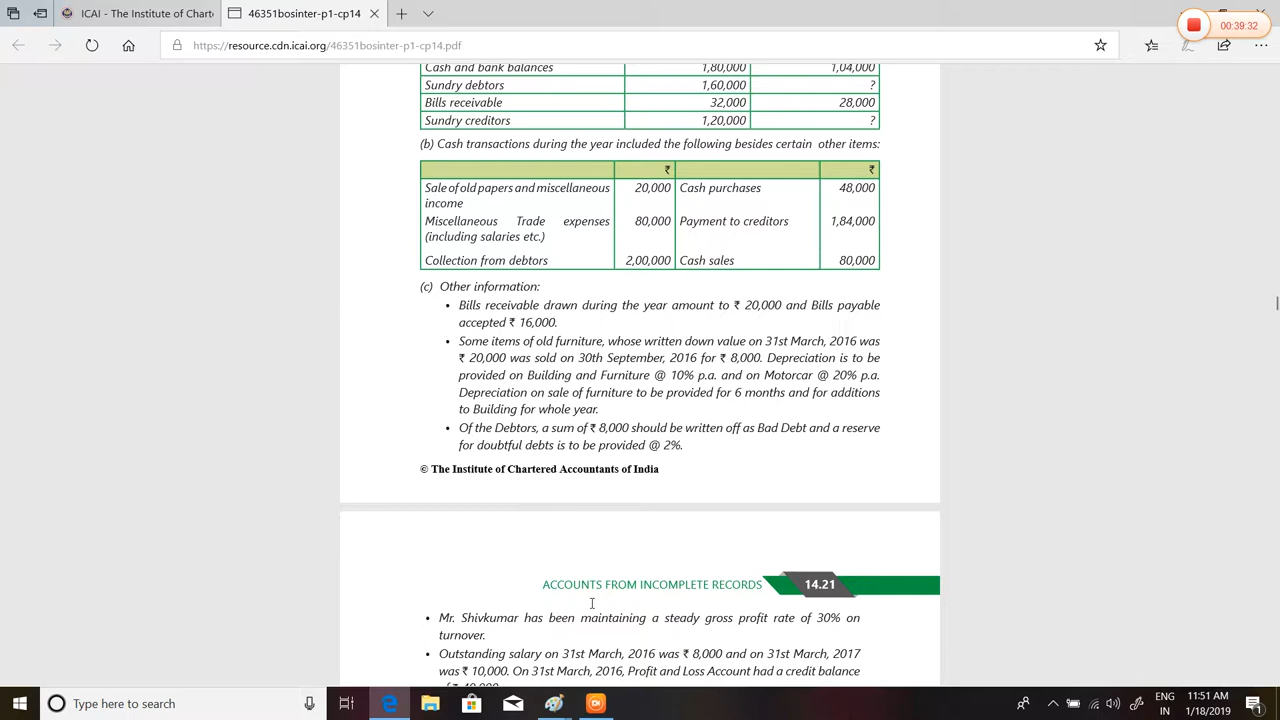 ICAI - The Institute of Chart
46351bosinter-p1-cp14
00:39:32
https://resource.cdn.icai.org/46351bosinter-p1-cp14.pdf
Cash and bank balances 1,80,000 1,04,000
Sundry debtors 1,60,000 ?
Bills receivable 32,000 28,000
Sundry creditors 1,20,000 ?
(b) Cash transactions during the year included the following besides certain other items:
₹ ₹
Sale of old papers and miscellaneous 20,000 Cash purchases 48,000
income
Miscellaneous Trade expenses 80,000 Payment to creditors 1,84,000
(including salaries etc.)
Collection from debtors 2,00,000 Cash sales 80,000
(c) Other information:
• Bills receivable drawn during the year amount to ₹ 20,000 and Bills payable
accepted ₹ 16,000.
• Some items of old furniture, whose written down value on 31st March, 2016 was
₹ 20,000 was sold on 30th September, 2016 for ₹ 8,000. Depreciation is to be
provided on Building and Furniture @ 10% p.a. and on Motorcar @ 20% p.a.
Depreciation on sale of furniture to be provided for 6 months and for additions
to Building for whole year.
• Of the Debtors, a sum of ₹ 8,000 should be written off as Bad Debt and a reserve
for doubtful debts is to be provided @ 2%.
© The Institute of Chartered Accountants of India
ACCOUNTS FROM INCOMPLETE RECORDS 14.21
• Mr. Shivkumar has been maintaining a steady gross profit rate of 30% on
turnover.
• Outstanding salary on 31st March, 2016 was ₹ 8,000 and on 31st March, 2017
was ₹ 10,000. On 31st March, 2016, Profit and Loss Account had a credit balance
Type here to search
ENG
IN
11:51 AM
1/18/2019